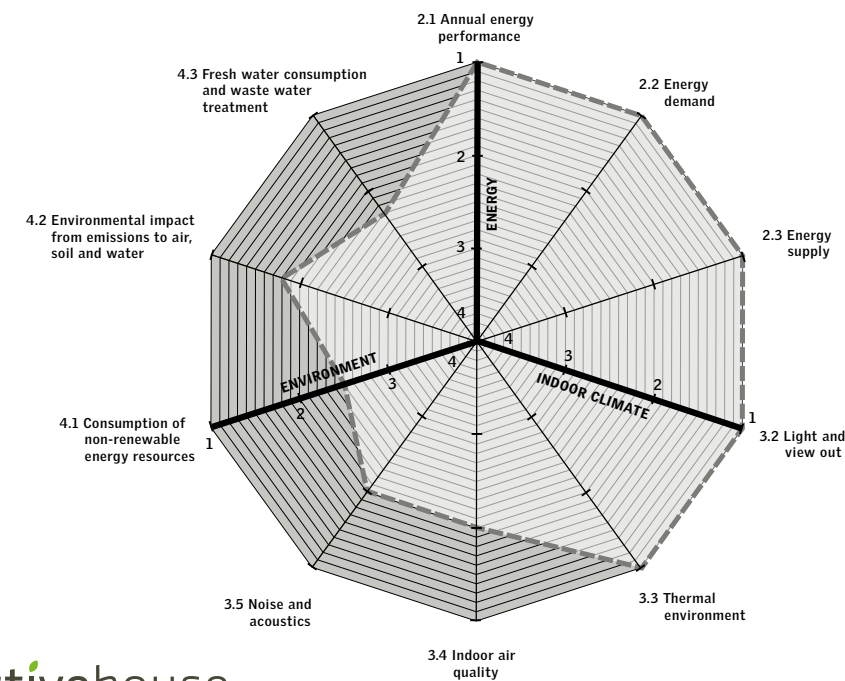 2.1 Annual energy
performance
4.3 Fresh water consumption
and waste water
treatment
2.2 Energy
demand
1
2
ENERGY
3
4
4.2 Environmental impact
from emissions to air,
soil and water
2.3 Energy
supply
4
3
2
1
INDOOR CLIMATE
4
3
2
1
ENVIRONMENT
4.1 Consumption of
non-renewable
energy resources
3.2 Light and
view out
3.5 Noise and
acoustics
3.3 Thermal
environment
3.4 Indoor air
quality